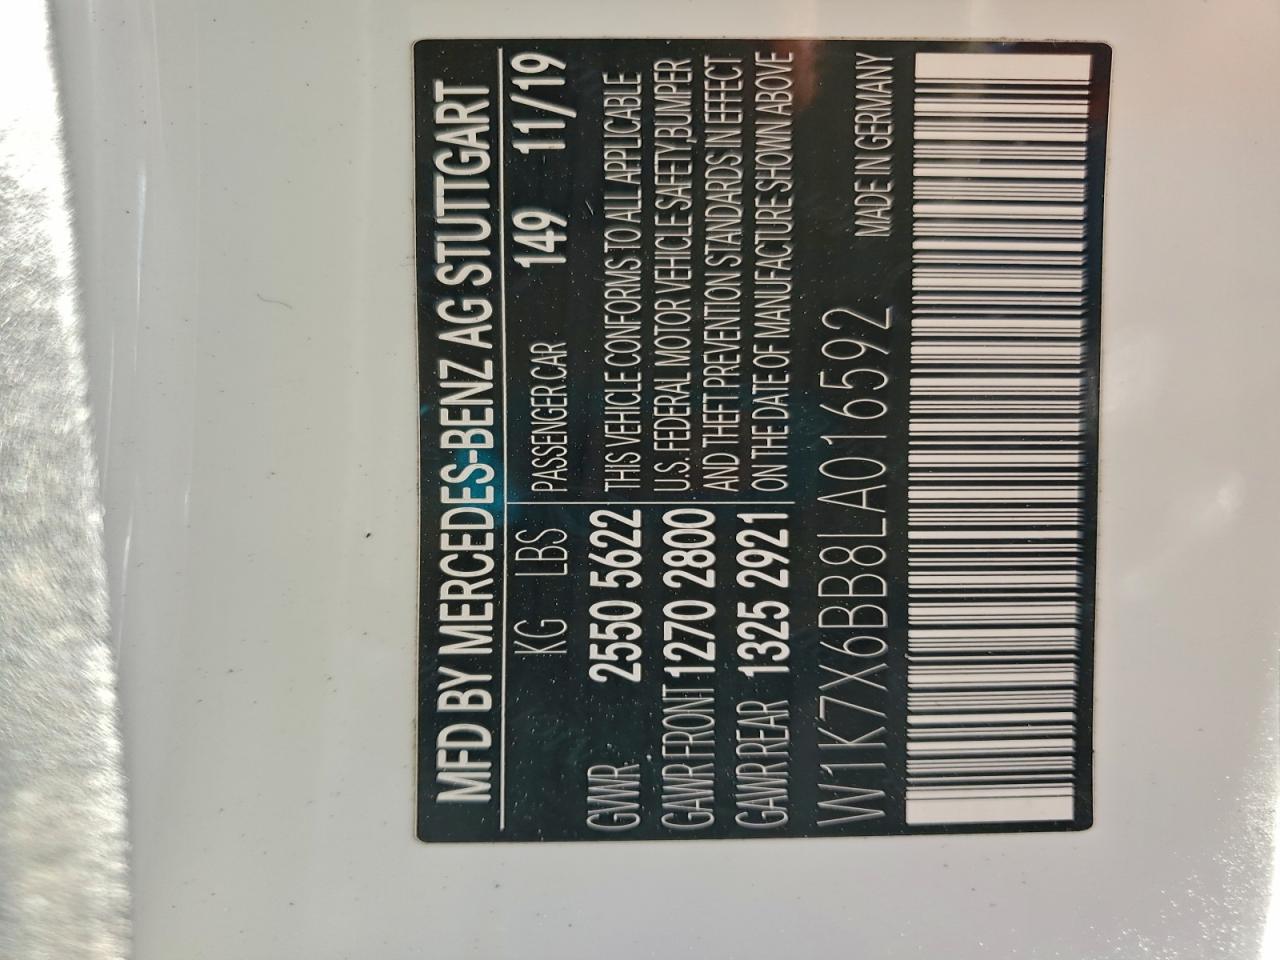 MFD BY MERCEDES-BENZ AG STUTTGART
KG LBS PASSENGER CAR 149 11/19
GVWR 2550 5622
GAWR FRONT 1270 2800
GAWR REAR 1325 2921
THIS VEHICLE CONFORMS TO ALL APPLICABLE
U.S. FEDERAL MOTOR VEHICLE SAFETY,BUMPER
AND THEFT PREVENTION STANDARDS IN EFFECT
ON THE DATE OF MANUFACTURE SHOWN ABOVE
W1K7X6BB8LA016592 MADE IN GERMANY